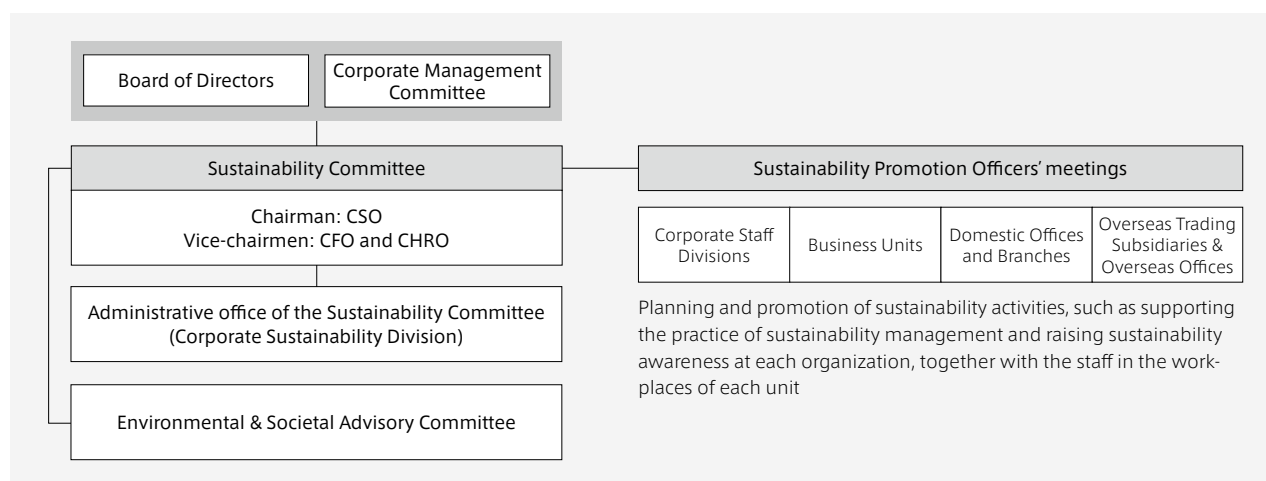 Board of Directors
Corporate Management
Committee
Sustainability Committee
Chairman: CSO
Vice-chairmen: CFO and CHRO
Administrative office of the Sustainability Committee
(Corporate Sustainability Division)
Environmental & Societal Advisory Committee
Sustainability Promotion Officers’ meetings
Corporate Staff
Divisions
Business Units
Domestic Offices
and Branches
Overseas Trading
Subsidiaries &
Overseas Offices
Planning and promotion of sustainability activities, such as supporting
the practice of sustainability management and raising sustainability
awareness at each organization, together with the staff in the work-
places of each unit